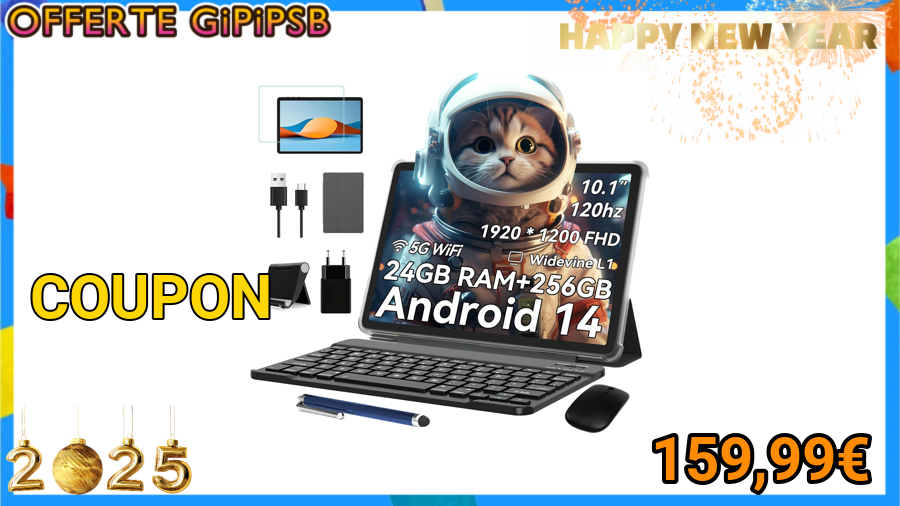 OFFERTE GiPiPSB
HAPPY NEW YEAR
10.1"
120hz
1920 * 1200 FHD
5G WiFi
Widevine L1
24GB RAM+256GB
Android 14
COUPON
2025
159,99€